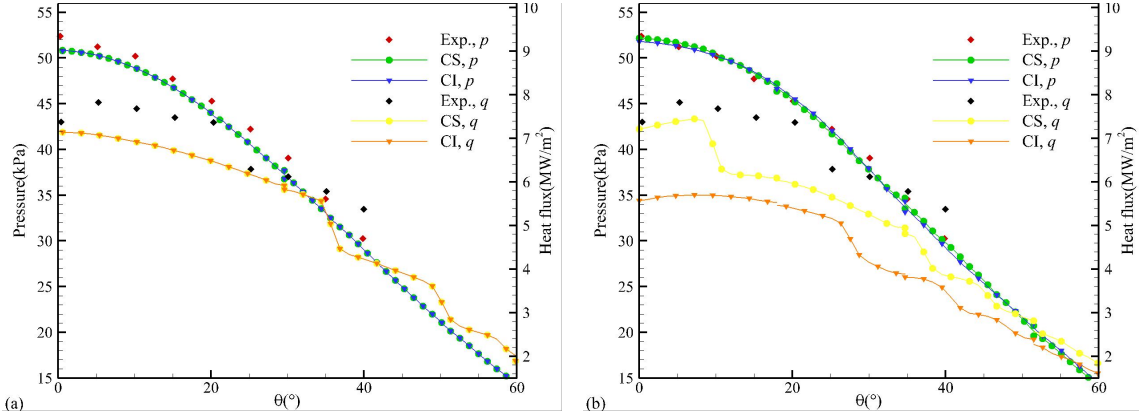 (a)
Pressure(kPa)
55
50
45
40
35
30
25
20
15
0
20
40
60
θ(°)
10
9
8
7
6
5
4
3
2
Heat flux(MW/m²)
Exp., p
CS, p
CI, p
Exp., q
CS, q
CI, q
(b)
Pressure(kPa)
55
50
45
40
35
30
25
20
15
0
20
40
60
θ(°)
10
9
8
7
6
5
4
3
2
Heat flux(MW/m²)
Exp., p
CS, p
CI, p
Exp., q
CS, q
CI, q